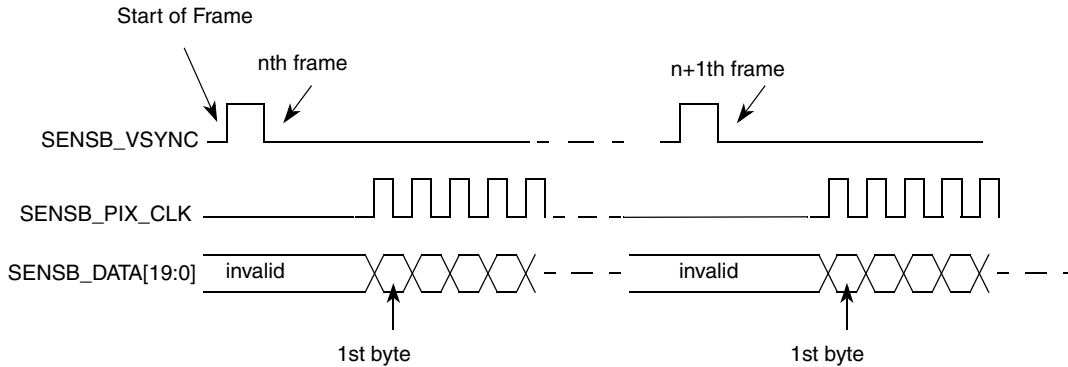 Start of Frame
nth frame
n+1th frame
SENSB_VSYNC
SENSB_PIX_CLK
SENSB_DATA[19:0]
invalid
invalid
1st byte
1st byte